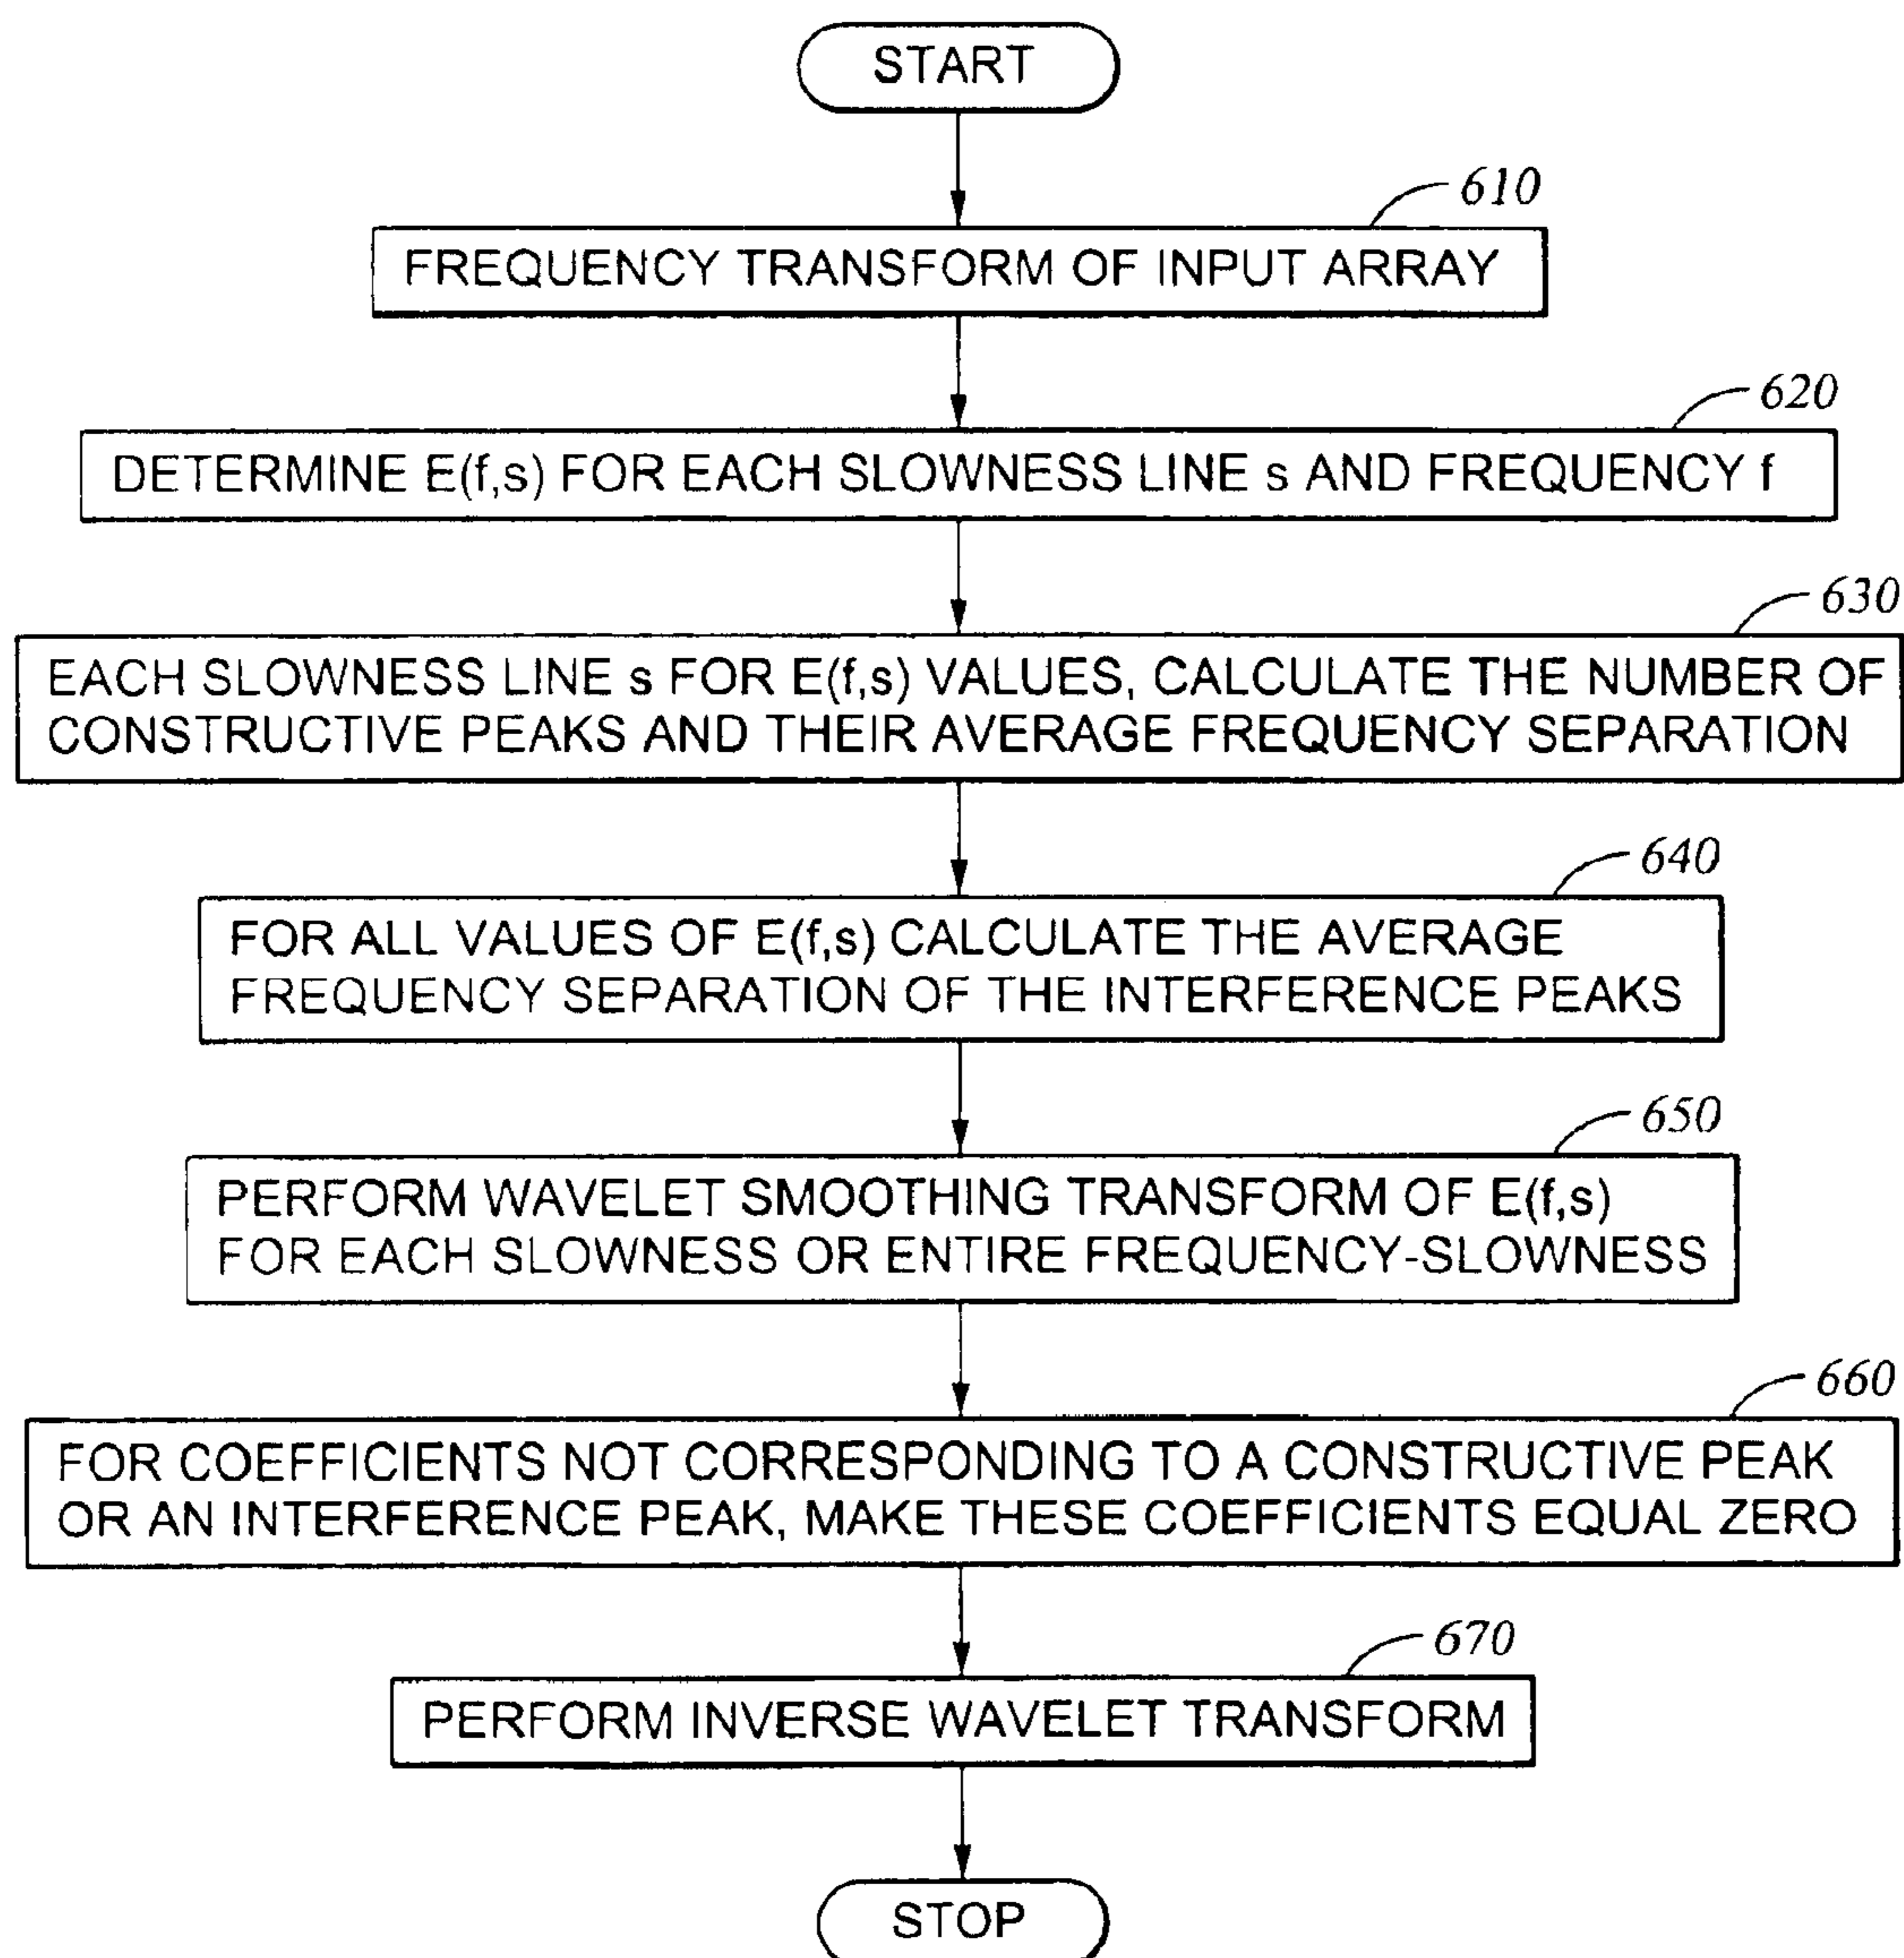 START
610
FREQUENCY TRANSFORM OF INPUT ARRAY
620
DETERMINE E(f,s) FOR EACH SLOWNESS LINE s AND FREQUENCY f
630
EACH SLOWNESS LINE s FOR E(f,s) VALUES, CALCULATE THE NUMBER OF
CONSTRUCTIVE PEAKS AND THEIR AVERAGE FREQUENCY SEPARATION
640
FOR ALL VALUES OF E(f,s) CALCULATE THE AVERAGE
FREQUENCY SEPARATION OF THE INTERFERENCE PEAKS
650
PERFORM WAVELET SMOOTHING TRANSFORM OF E(f,s)
FOR EACH SLOWNESS OR ENTIRE FREQUENCY-SLOWNESS
660
FOR COEFFICIENTS NOT CORRESPONDING TO A CONSTRUCTIVE PEAK
OR AN INTERFERENCE PEAK, MAKE THESE COEFFICIENTS EQUAL ZERO
670
PERFORM INVERSE WAVELET TRANSFORM
STOP